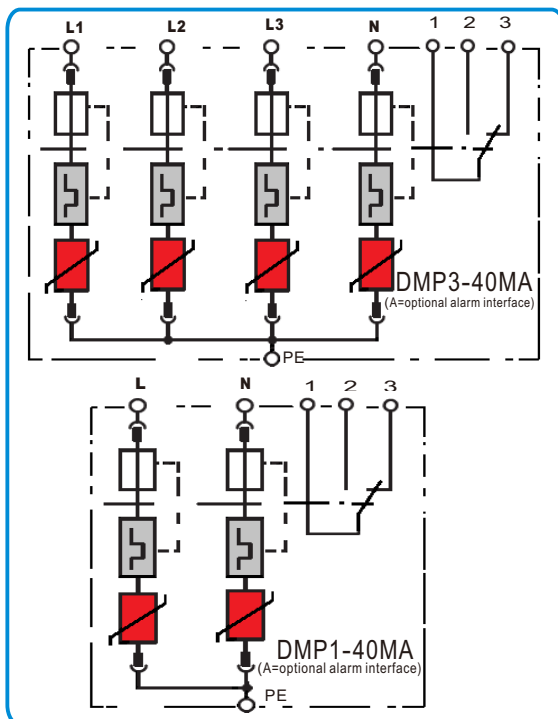 L1 L2 L3 N 1 2 3
DMP3-40MA
(A=optional alarm interface)
PE
L N 1 2 3
DMP1-40MA
(A=optional alarm interface)
PE